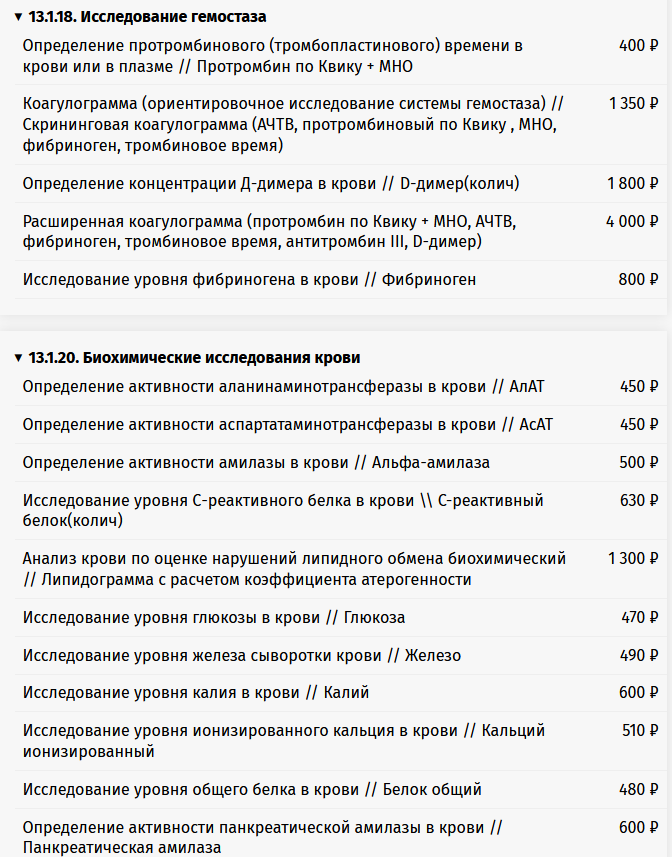 ▼ 13.1.18. Исследование гемостаза
Определение протромбинового (тромбопластинового) времени в 400 ₽
крови или в плазме // Протромбин по Квику + МНО
Коагулограмма (ориентировочное исследование системы гемостаза) // 1 350 ₽
Скрининговая коагулограмма (АЧТВ, протромбиновый по Квику , МНО,
фибриноген, тромбиновое время)
Определение концентрации Д-димера в крови // D-димер(колич) 1 800 ₽
Расширенная коагулограмма (протромбин по Квику + МНО, АЧТВ, 4 000 ₽
фибриноген, тромбиновое время, антитромбин III, D-димер)
Исследование уровня фибриногена в крови // Фибриноген 800 ₽
▼ 13.1.20. Биохимические исследования крови
Определение активности аланинаминотрансферазы в крови // АлАТ 450 ₽
Определение активности аспартатаминотрансферазы в крови // АсАТ 450 ₽
Определение активности амилазы в крови // Альфа-амилаза 500 ₽
Исследование уровня С-реактивного белка в крови \\ С-реактивный 630 ₽
белок(колич)
Анализ крови по оценке нарушений липидного обмена биохимический 1 300 ₽
// Липидограмма с расчетом коэффициента атерогенности
Исследование уровня глюкозы в крови // Глюкоза 470 ₽
Исследование уровня железа сыворотки крови // Железо 490 ₽
Исследование уровня калия в крови // Калий 600 ₽
Исследование уровня ионизированного кальция в крови // Кальций 510 ₽
ионизированный
Исследование уровня общего белка в крови // Белок общий 480 ₽
Определение активности панкреатической амилазы в крови // 600 ₽
Панкреатическая амилаза